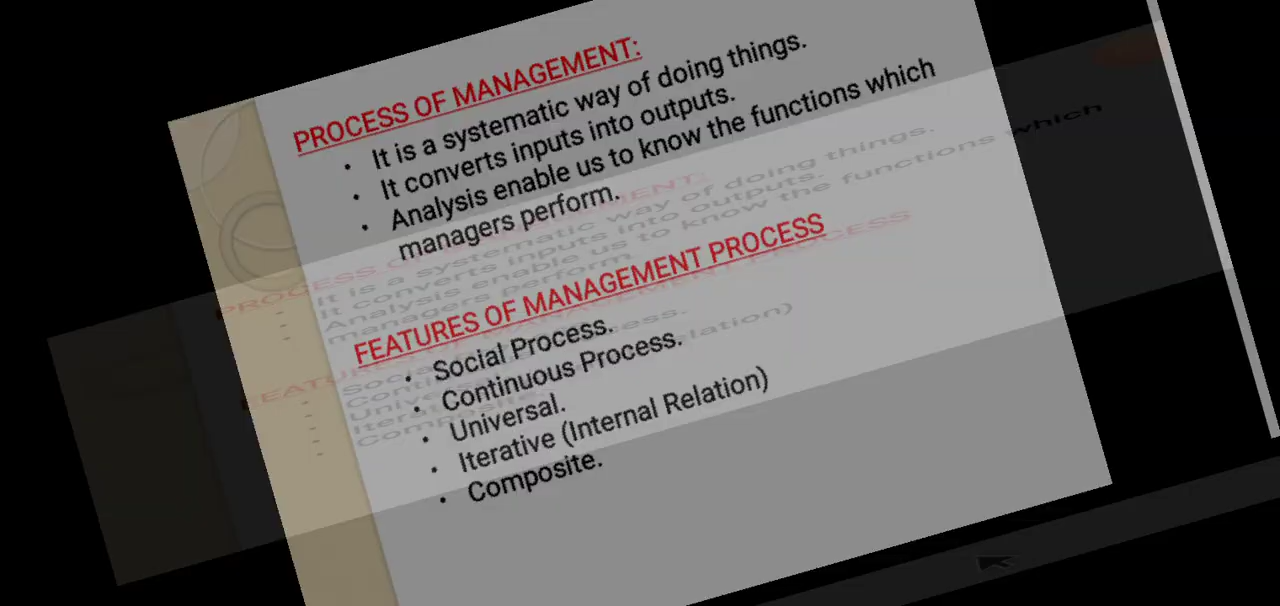 PROCESS OF MANAGEMENT:
• It is a systematic way of doing things.
• It converts inputs into outputs.
• Analysis enable us to know the functions which
managers perform.
FEATURES OF MANAGEMENT PROCESS
• Social Process.
• Continuous Process.
• Universal.
• Iterative (Internal Relation)
• Composite.